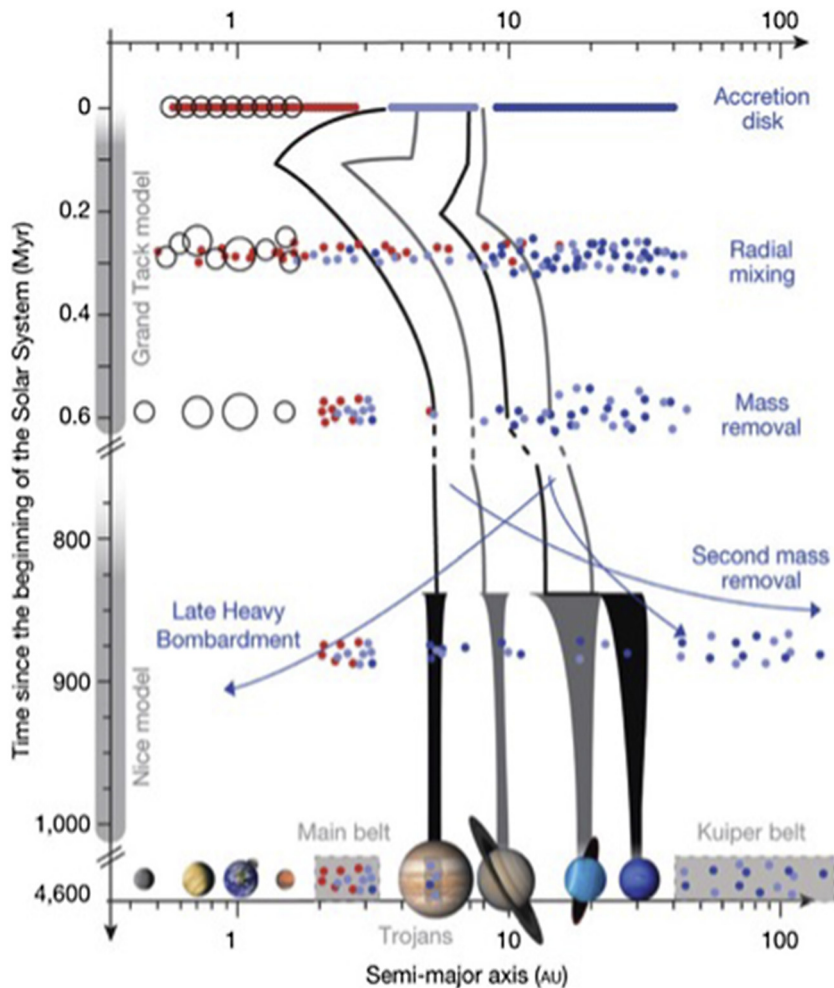 1
10
100
0
Accretion
disk
0.2
Radial
mixing
0.4
Grand Tack model
0.6
Mass
removal
Time since the beginning of the Solar System (Myr)
800
Second mass
removal
Late Heavy
Bombardment
900
Nice model
1,000
Main belt
Kuiper belt
4,600
1
10
100
Trojans
Semi-major axis (AU)